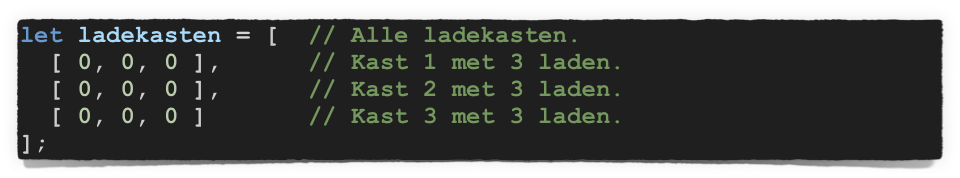 let ladekasten = [  // Alle ladekasten.
  [ 0, 0, 0 ],      // Kast 1 met 3 laden.
  [ 0, 0, 0 ],      // Kast 2 met 3 laden.
  [ 0, 0, 0 ]       // Kast 3 met 3 laden.
];